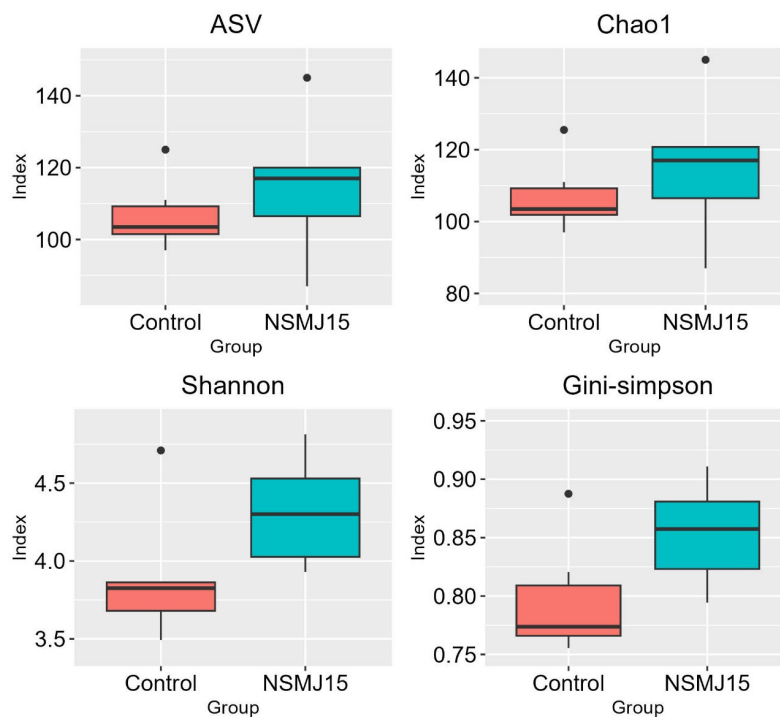 ASV
Index
140
120
100
Control NSMJ15
Group
Chao1
Index
140
120
100
80
Control NSMJ15
Group
Shannon
Index
4.5
4.0
3.5
Control NSMJ15
Group
Gini-simpson
Index
0.95
0.90
0.85
0.80
0.75
Control NSMJ15
Group